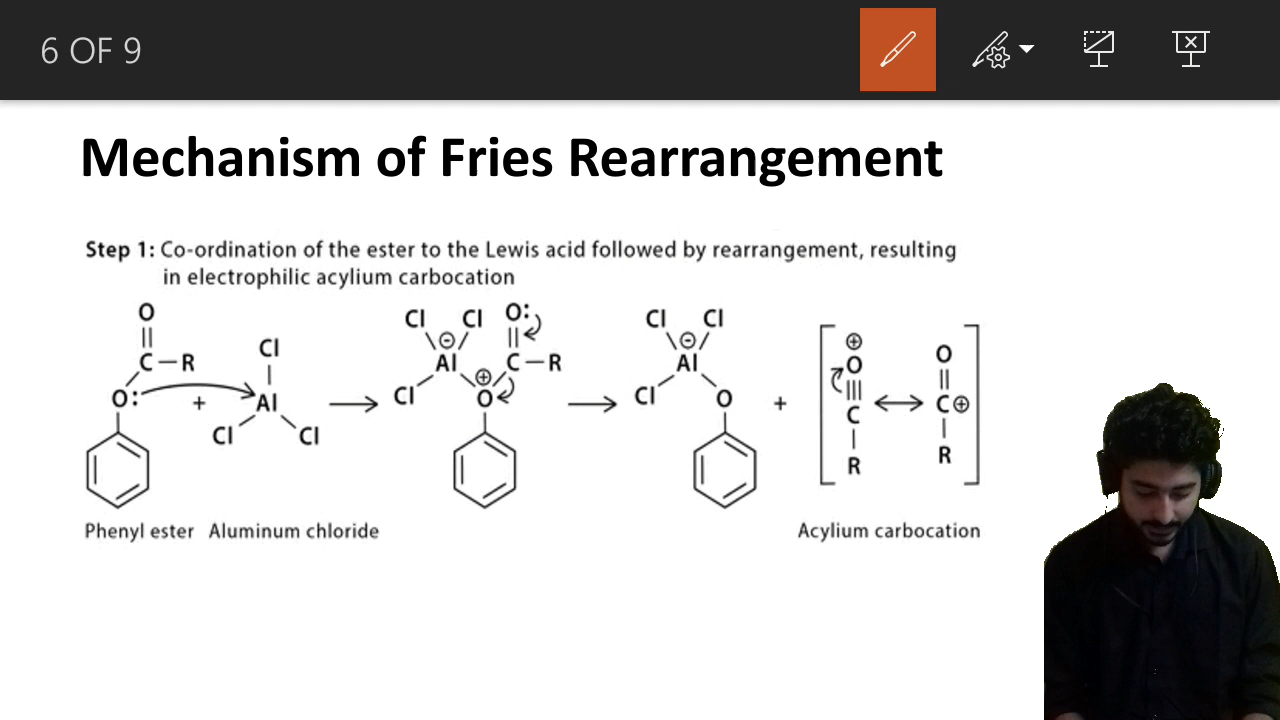 6 OF 9
Mechanism of Fries Rearrangement
Step 1: Co-ordination of the ester to the Lewis acid followed by rearrangement, resulting
in electrophilic acylium carbocation
O
||
C–R
O:
+
Cl
|
Al
Cl Cl
→
Cl Cl O:
⊖ ||
Al ⊕ C–R
Cl O
→
Cl Cl
⊖
Al
Cl O
+
[
⊕
O
|||
C
|
R
↔
O
||
C⊕
|
R
]
Phenyl ester Aluminum chloride
Acylium carbocation